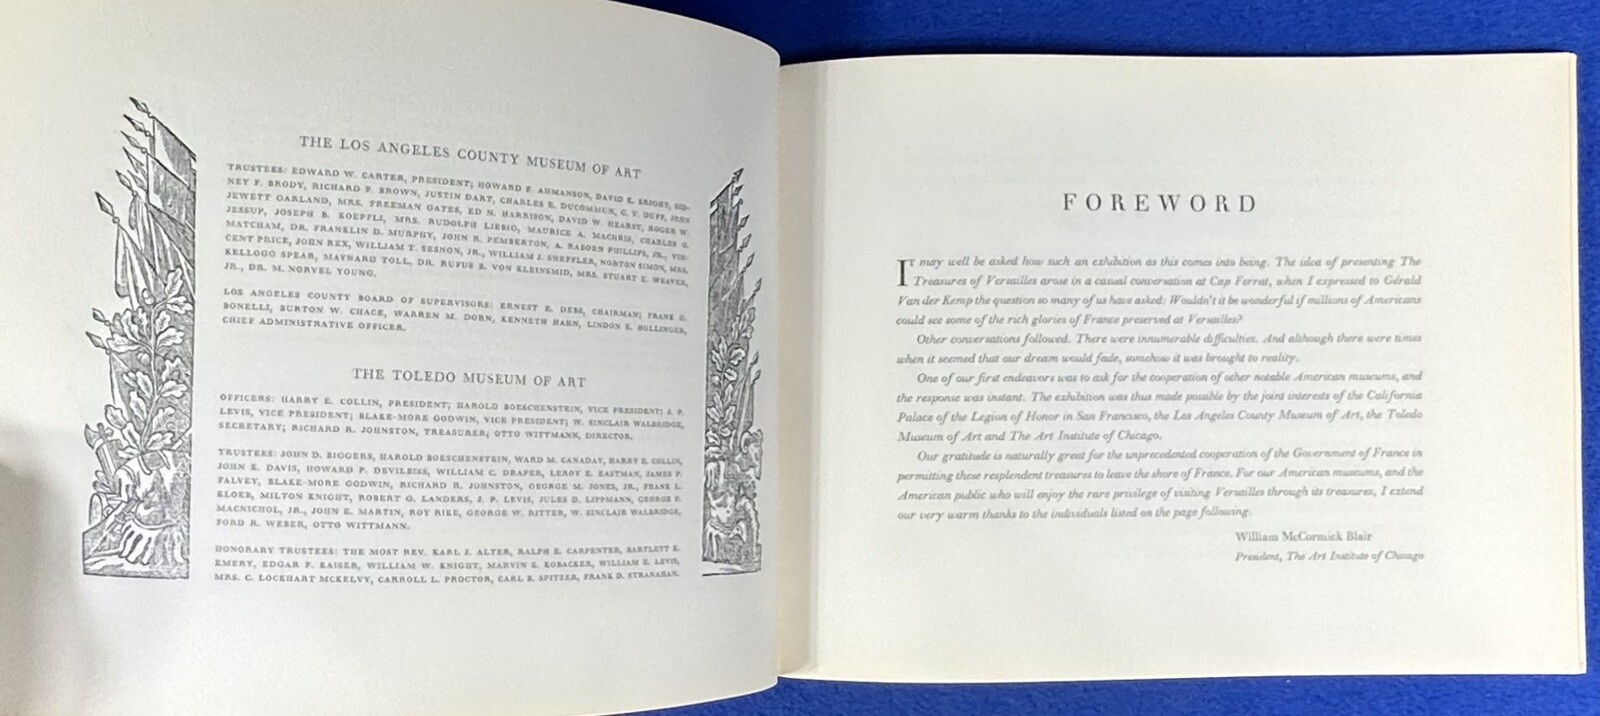 THE LOS ANGELES COUNTY MUSEUM OF ART
TRUSTEES: EDWARD W. CARTER, PRESIDENT; HOWARD F. AHMANSON, DAVID E. BRIGHT, SID-
NEY F. BRODY, RICHARD F. BROWN, JUSTIN DART, CHARLES E. DUCOMMUN, C. V. DUFF, JOHN
JEWETT GARLAND, MRS. FREEMAN GATES, ED N. HARRISON, DAVID W. HEARST, ROGER W.
JESSUP, JOSEPH B. KOEPFLI, MRS. RUDOLPH LIEBIG, MAURICE A. MACHRIS, CHARLES O.
MATCHAM, DR. FRANKLIN D. MURPHY, JOHN R. PEMBERTON, A. RABORN PHILLIPS, JR., VIN-
CENT PRICE, JOHN REX, WILLIAM T. SESNON, JR., WILLIAM J. SHEFFLER, NORTON SIMON, MRS.
KELLOGG SPEAR, MAYNARD TOLL, DR. RUFUS B. VON KLEINSMID, MRS. STUART E. WEAVER,
JR., DR. M. NORVEL YOUNG.
LOS ANGELES COUNTY BOARD OF SUPERVISORS: ERNEST E. DEBS, CHAIRMAN; FRANK G.
BONELLI, BURTON W. CHACE, WARREN M. DORN, KENNETH HAHN, LINDON S. HOLLINGER,
CHIEF ADMINISTRATIVE OFFICER.
THE TOLEDO MUSEUM OF ART
OFFICERS: HARRY E. COLLIN, PRESIDENT; HAROLD BOESCHENSTEIN, VICE PRESIDENT; J. P.
LEVIS, VICE PRESIDENT; BLAKE-MORE GODWIN, VICE PRESIDENT; W. SINCLAIR WALBRIDGE,
SECRETARY; RICHARD R. JOHNSTON, TREASURER; OTTO WITTMANN, DIRECTOR.
TRUSTEES: JOHN D. BIGGERS, HAROLD BOESCHENSTEIN, WARD M. CANADAY, HARRY E. COLLIN,
JOHN K. DAVIS, HOWARD P. DEVILBISS, WILLIAM C. DRAPER, LEROY E. EASTMAN, JAMES P.
FALVEY, BLAKE-MORE GODWIN, RICHARD R. JOHNSTON, GEORGE M. JONES, JR., FRANK L.
KLOEB, MILTON KNIGHT, ROBERT G. LANDERS, J. P. LEVIS, JULES D. LIPPMANN, GEORGE P.
MACNICHOL, JR., JOHN E. MARTIN, ROY RIKE, GEORGE W. RITTER, W. SINCLAIR WALBRIDGE,
FORD R. WEBER, OTTO WITTMANN.
HONORARY TRUSTEES: THE MOST REV. KARL J. ALTER, RALPH E. CARPENTER, BARTLETT E.
EMERY, EDGAR F. KAISER, WILLIAM W. KNIGHT, MARVIN S. KOBACKER, WILLIAM E. LEVIS,
MRS. C. LOCKHART MCKELVY, CARROLL L. PROCTOR, CARL B. SPITZER, FRANK D. STRANAHAN.
FOREWORD
It may well be asked how such an exhibition as this comes into being. The idea of presenting The
Treasures of Versailles arose in a casual conversation at Cap Ferrat, when I expressed to Gérald
Van der Kemp the question so many of us have asked: Wouldn't it be wonderful if millions of Americans
could see some of the rich glories of France preserved at Versailles?
Other conversations followed. There were innumerable difficulties. And although there were times
when it seemed that our dream would fade, somehow it was brought to reality.
One of our first endeavors was to ask for the cooperation of other notable American museums, and
the response was instant. The exhibition was thus made possible by the joint interests of the California
Palace of the Legion of Honor in San Francisco, the Los Angeles County Museum of Art, the Toledo
Museum of Art and The Art Institute of Chicago.
Our gratitude is naturally great for the unprecedented cooperation of the Government of France in
permitting these resplendent treasures to leave the shore of France. For our American museums, and the
American public who will enjoy the rare privilege of visiting Versailles through its treasures, I extend
our very warm thanks to the individuals listed on the page following.
William McCormick Blair
President, The Art Institute of Chicago